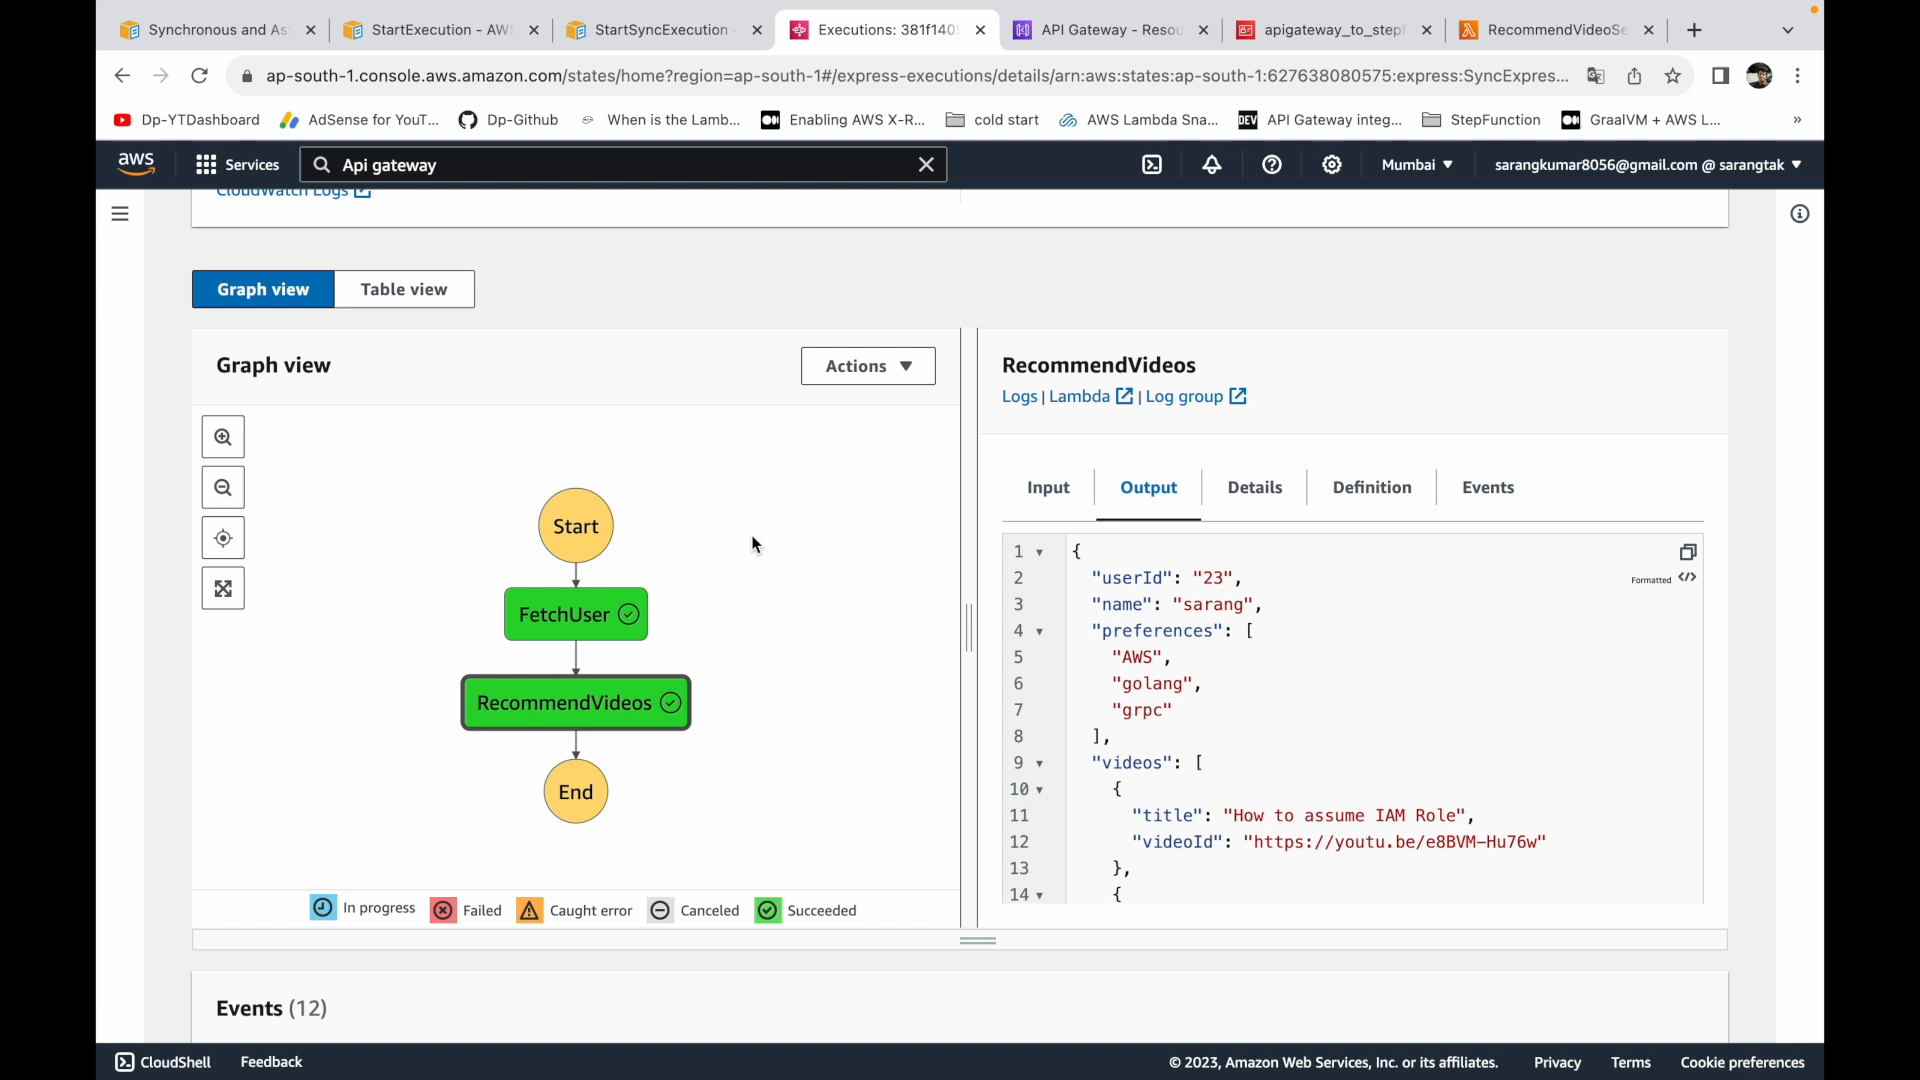 Synchronous and As
StartExecution - AWS
StartSyncExecution -
Executions: 381f1409
API Gateway - Resou
apigateway_to_stepf
RecommendVideoSe
ap-south-1.console.aws.amazon.com/states/home?region=ap-south-1#/express-executions/details/arn:aws:states:ap-south-1:627638080575:express:SyncExpres...
Dp-YTDashboard
AdSense for YouT...
Dp-Github
When is the Lamb...
Enabling AWS X-R...
cold start
AWS Lambda Sna...
DEV
API Gateway integ...
StepFunction
GraalVM + AWS L...
»
aws
Services
Api gateway
Mumbai
sarangkumar8056@gmail.com @ sarangtak
CloudWatch Logs
Graph view
Table view
Graph view
Actions
RecommendVideos
Logs | Lambda | Log group
Input
Output
Details
Definition
Events
Start
FetchUser
RecommendVideos
End
1 {
Formatted
2 "userId": "23",
3 "name": "sarang",
4 "preferences": [
5 "AWS",
6 "golang",
7 "grpc"
8 ],
9 "videos": [
10 {
11 "title": "How to assume IAM Role",
12 "videoId": "https://youtu.be/e8BVM-Hu76w"
13 },
14 {
In progress
Failed
Caught error
Canceled
Succeeded
Events (12)
CloudShell
Feedback
© 2023, Amazon Web Services, Inc. or its affiliates.
Privacy
Terms
Cookie preferences